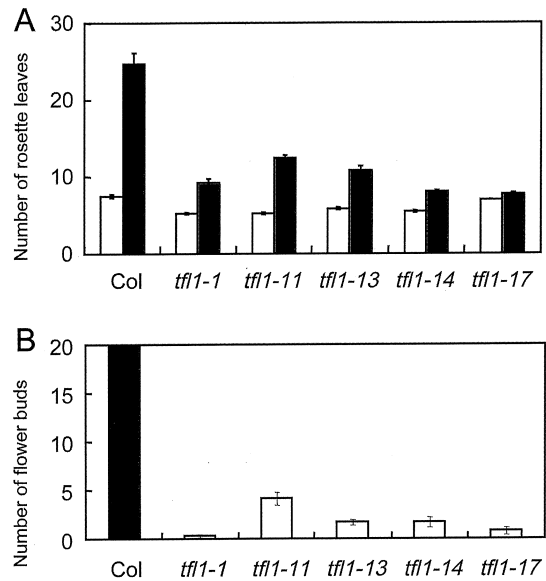 A
Number of rosette leaves
30
20
10
0
Col tfl1-1 tfl1-11 tfl1-13 tfl1-14 tfl1-17
B
Number of flower buds
20
15
10
5
0
Col tfl1-1 tfl1-11 tfl1-13 tfl1-14 tfl1-17